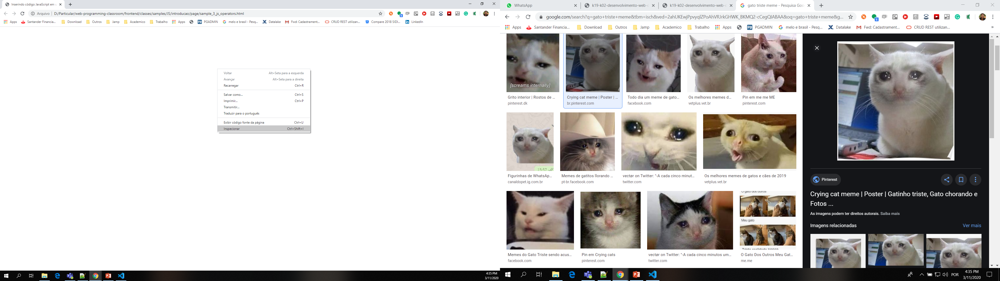 Inserindo código JavaScript em u
Arquivo D:/Particular/web-programming-classroom/frontend/classes/samples/JS/introducao/page/sample_3_js_operators.html
Apps Santander Financia... Download Outros Jamp Academico Trabalho Apps PGADMIN melo e brasil - Pesq... Datalake Fwd: Cadastrament... CRUD REST utilizan... Compare 2018 SIDI... LinkedIn
Voltar Alt+Seta para a esquerda
Avançar Alt+Seta para a direita
Recarregar Ctrl+R
Salvar como... Ctrl+S
Imprimir... Ctrl+P
Transmitir...
Traduzir para o português
Exibir código fonte da página Ctrl+U
Inspecionar Ctrl+Shift+I
4:35 PM
3/11/2020
WhatsApp k19-k02-desenvolvimento-web-c k19-k02-desenvolvimento-web-c gato triste meme - Pesquisa Goo
google.com/search?q=gato+triste+meme&tbm=isch&ved=2ahUKEwjPpvyqlZPoAhVRJrkGHWK_BKMQ2-cCegQIABAA&oq=gato+triste+meme&g...
Apps Santander Financia... Download Outros Jamp Academico Trabalho Apps PGADMIN melo e brasil - Pesq... Datalake Fwd: Cadastrament... CRUD REST utilizan... »
[screams internally]
Grito interior | Rostos de ...
pinterest.dk
Crying cat meme | Poster | ...
br.pinterest.com
Todo dia um meme de gato...
facebook.com
Os melhores memes d...
vetplus.vet.br
Pin em me me ME
pinterest.com
15:57
Figurinhas de WhatsAp...
canaldopet.ig.com.br
Memes de gatitos llorando ...
pt-br.facebook.com
vectør on Twitter: "-A cada cinco minut...
twitter.com
Os melhores memes de gatos e cães de 2019
vetplus.vet.br
O gato dos outros
Meu gato
Triste realidade kkkkkk
Memes do Gato Triste sendo acus...
facebook.com
Pin em Crying cats
pinterest.com
vectør on Twitter: "-A cada cinco minutos um...
twitter.com
O Gato Dos Outros Meu Gat...
me.me
Pinterest
Crying cat meme | Poster | Gatinho triste, Gato chorando e
Fotos ...
As imagens podem ter direitos autorais. Saiba mais
Imagens relacionadas Ver mais
POR
4:35 PM
3/11/2020